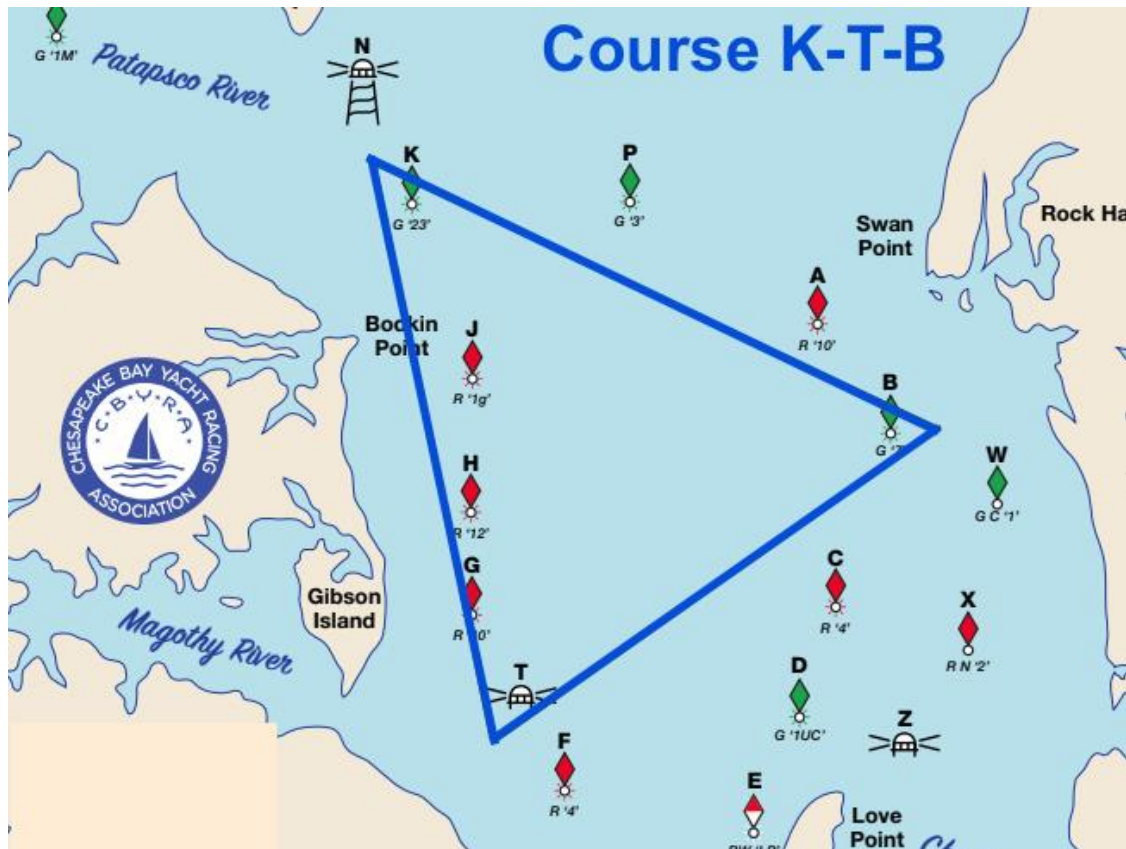 Course K-T-B
G '1M'
Patapsco River
N
K
G '23'
P
G '3'
Swan
Point
Rock Ha
A
R '10'
Bodkin
Point
J
R '1g'
B
G '7'
CHESAPEAKE BAY YACHT RACING
C·B·Y·R·A
ASSOCIATION
H
R '12'
W
G C '1'
G
Gibson
Island
C
R '4'
X
R N '2'
Magothy River
T
D
G '1UC'
Z
F
R '4'
E
Love
Point